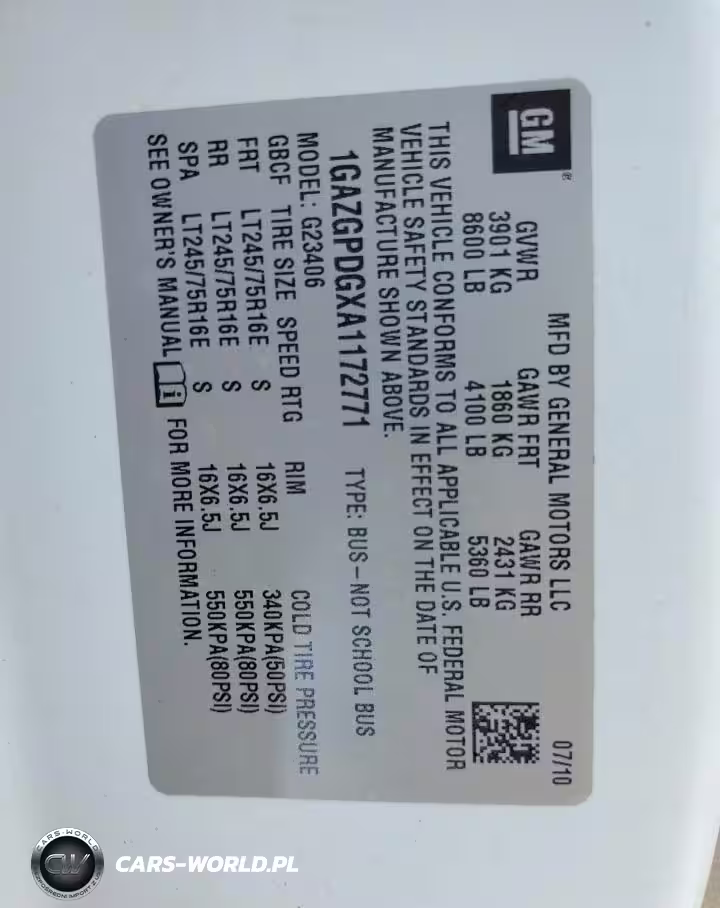 GM
®
MFD BY GENERAL MOTORS LLC 07/10
GVWR GAWR FRT GAWR RR
3901 KG 1860 KG 2431 KG
8600 LB 4100 LB 5360 LB
THIS VEHICLE CONFORMS TO ALL APPLICABLE U.S. FEDERAL MOTOR
VEHICLE SAFETY STANDARDS IN EFFECT ON THE DATE OF
MANUFACTURE SHOWN ABOVE.
1GAZGPDGXA1172771 TYPE: BUS-NOT SCHOOL BUS
MODEL: G23406
GBCF TIRE SIZE SPEED RTG RIM COLD TIRE PRESSURE
FRT LT245/75R16E S 16X6.5J 340KPA(50PSI)
RR LT245/75R16E S 16X6.5J 550KPA(80PSI)
SPA LT245/75R16E S 16X6.5J 550KPA(80PSI)
SEE OWNER'S MANUAL i FOR MORE INFORMATION.
CARS-WORLD
CW
CARS-WORLD.PL